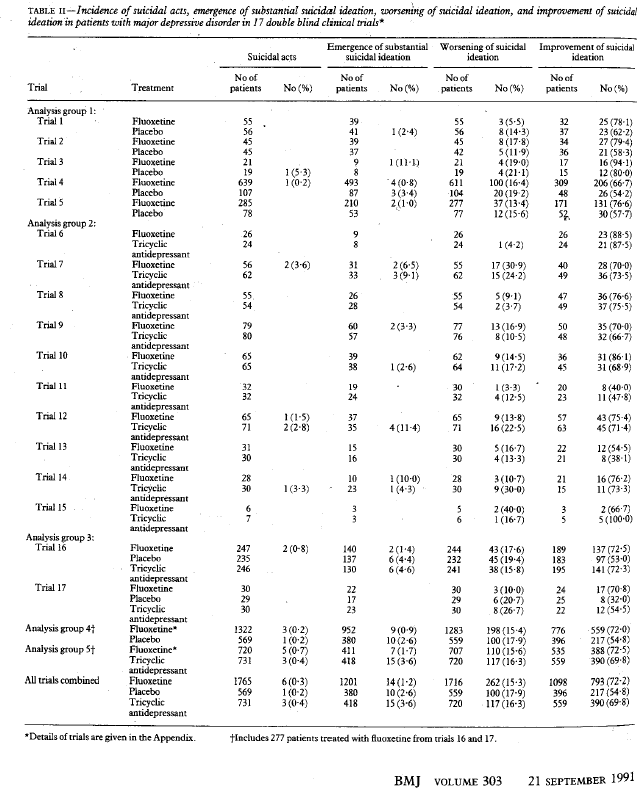 TABLE II—Incidence of suicidal acts, emergence of substantial suicidal ideation, worsening of suicidal ideation, and improvement of suicidal
ideation in patients with major depressive disorder in 17 double blind clinical trials*
Suicidal acts Emergence of substantial suicidal ideation Worsening of suicidal ideation Improvement of suicidal ideation
Trial Treatment No of patients No (%) No of patients No (%) No of patients No (%) No of patients No (%)
Analysis group 1:
Trial 1 Fluoxetine 55 39 55 3 (5·5) 32 25 (78·1)
Placebo 56 41 1 (2·4) 56 8 (14·3) 37 23 (62·2)
Trial 2 Fluoxetine 45 39 45 8 (17·8) 34 27 (79·4)
Placebo 45 37 42 5 (11·9) 36 21 (58·3)
Trial 3 Fluoxetine 21 9 1 (11·1) 21 4 (19·0) 17 16 (94·1)
Placebo 19 1 (5·3) 8 19 4 (21·1) 15 12 (80·0)
Trial 4 Fluoxetine 639 1 (0·2) 493 4 (0·8) 611 100 (16·4) 309 206 (66·7)
Placebo 107 87 3 (3·4) 104 20 (19·2) 48 26 (54·2)
Trial 5 Fluoxetine 285 210 2 (1·0) 277 37 (13·4) 171 131 (76·6)
Placebo 78 53 77 12 (15·6) 52 30 (57·7)
Analysis group 2:
Trial 6 Fluoxetine 26 9 26 26 23 (88·5)
Tricyclic 24 8 24 1 (4·2) 24 21 (87·5)
antidepressant
Trial 7 Fluoxetine 56 2 (3·6) 31 2 (6·5) 55 17 (30·9) 40 28 (70·0)
Tricyclic 62 33 3 (9·1) 62 15 (24·2) 49 36 (73·5)
antidepressant
Trial 8 Fluoxetine 55 26 55 5 (9·1) 47 36 (76·6)
Tricyclic 54 28 54 2 (3·7) 49 37 (75·5)
antidepressant
Trial 9 Fluoxetine 79 60 2 (3·3) 77 13 (16·9) 50 35 (70·0)
Tricyclic 80 57 76 8 (10·5) 48 32 (66·7)
antidepressant
Trial 10 Fluoxetine 65 39 62 9 (14·5) 36 31 (86·1)
Tricyclic 65 38 1 (2·6) 64 11 (17·2) 45 31 (68·9)
antidepressant
Trial 11 Fluoxetine 32 19 30 1 (3·3) 20 8 (40·0)
Tricyclic 32 24 32 4 (12·5) 23 11 (47·8)
antidepressant
Trial 12 Fluoxetine 65 1 (1·5) 37 65 9 (13·8) 57 43 (75·4)
Tricyclic 71 2 (2·8) 35 4 (11·4) 71 16 (22·5) 63 45 (71·4)
antidepressant
Trial 13 Fluoxetine 31 15 30 5 (16·7) 22 12 (54·5)
Tricyclic 30 16 30 4 (13·3) 21 8 (38·1)
antidepressant
Trial 14 Fluoxetine 28 10 1 (10·0) 28 3 (10·7) 21 16 (76·2)
Tricyclic 30 1 (3·3) 23 1 (4·3) 30 9 (30·0) 15 11 (73·3)
antidepressant
Trial 15 Fluoxetine 6 3 5 2 (40·0) 3 2 (66·7)
Tricyclic 7 3 6 1 (16·7) 5 5 (100·0)
antidepressant
Analysis group 3:
Trial 16 Fluoxetine 247 2 (0·8) 140 2 (1·4) 244 43 (17·6) 189 137 (72·5)
Placebo 235 137 6 (4·4) 232 45 (19·4) 183 97 (53·0)
Tricyclic 246 130 6 (4·6) 241 38 (15·8) 195 141 (72·3)
antidepressant
Trial 17 Fluoxetine 30 22 30 3 (10·0) 24 17 (70·8)
Placebo 29 17 29 6 (20·7) 25 8 (32·0)
Tricyclic 30 23 30 8 (26·7) 22 12 (54·5)
antidepressant
Analysis group 4† Fluoxetine* 1322 3 (0·2) 952 9 (0·9) 1283 198 (15·4) 776 559 (72·0)
Placebo 569 1 (0·2) 380 10 (2·6) 559 100 (17·9) 396 217 (54·8)
Analysis group 5† Fluoxetine* 720 5 (0·7) 411 7 (1·7) 707 110 (15·6) 535 388 (72·5)
Tricyclic 731 3 (0·4) 418 15 (3·6) 720 117 (16·3) 559 390 (69·8)
antidepressant
All trials combined Fluoxetine 1765 6 (0·3) 1201 14 (1·2) 1716 262 (15·3) 1098 793 (72·2)
Placebo 569 1 (0·2) 380 10 (2·6) 559 100 (17·9) 396 217 (54·8)
Tricyclic 731 3 (0·4) 418 15 (3·6) 720 117 (16·3) 559 390 (69·8)
antidepressant
*Details of trials are given in the Appendix. †Includes 277 patients treated with fluoxetine from trials 16 and 17.
BMJ VOLUME 303 21 SEPTEMBER 1991